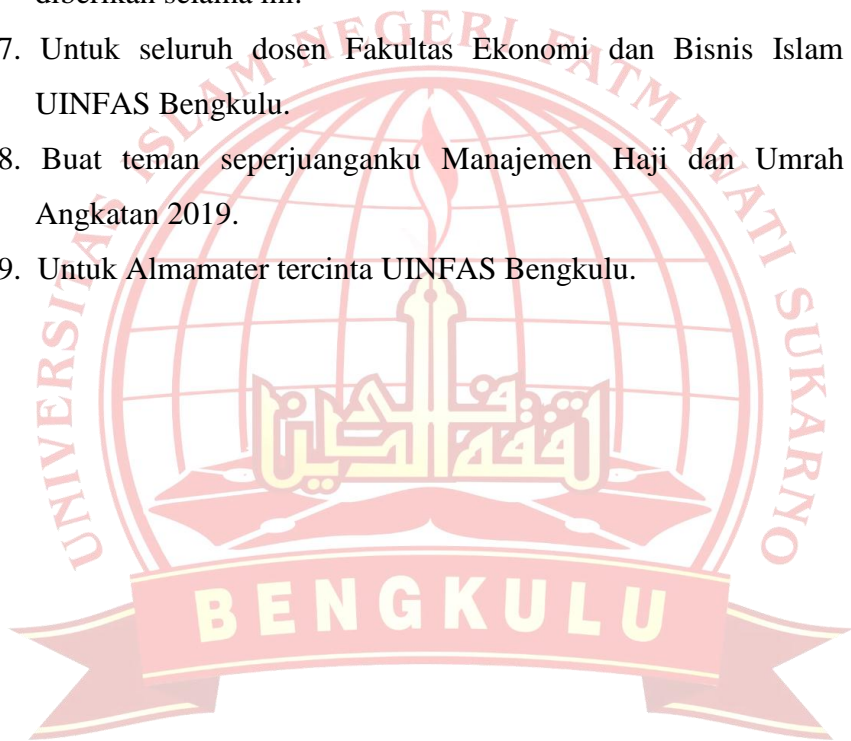 diberikan selama ini.
7. Untuk seluruh dosen Fakultas Ekonomi dan Bisnis Islam
UINFAS Bengkulu.
8. Buat teman seperjuanganku Manajemen Haji dan Umrah
Angkatan 2019.
9. Untuk Almamater tercinta UINFAS Bengkulu.
UNIVERSITAS ISLAM NEGERI FATMAWATI SUKARNO
BENGKULU